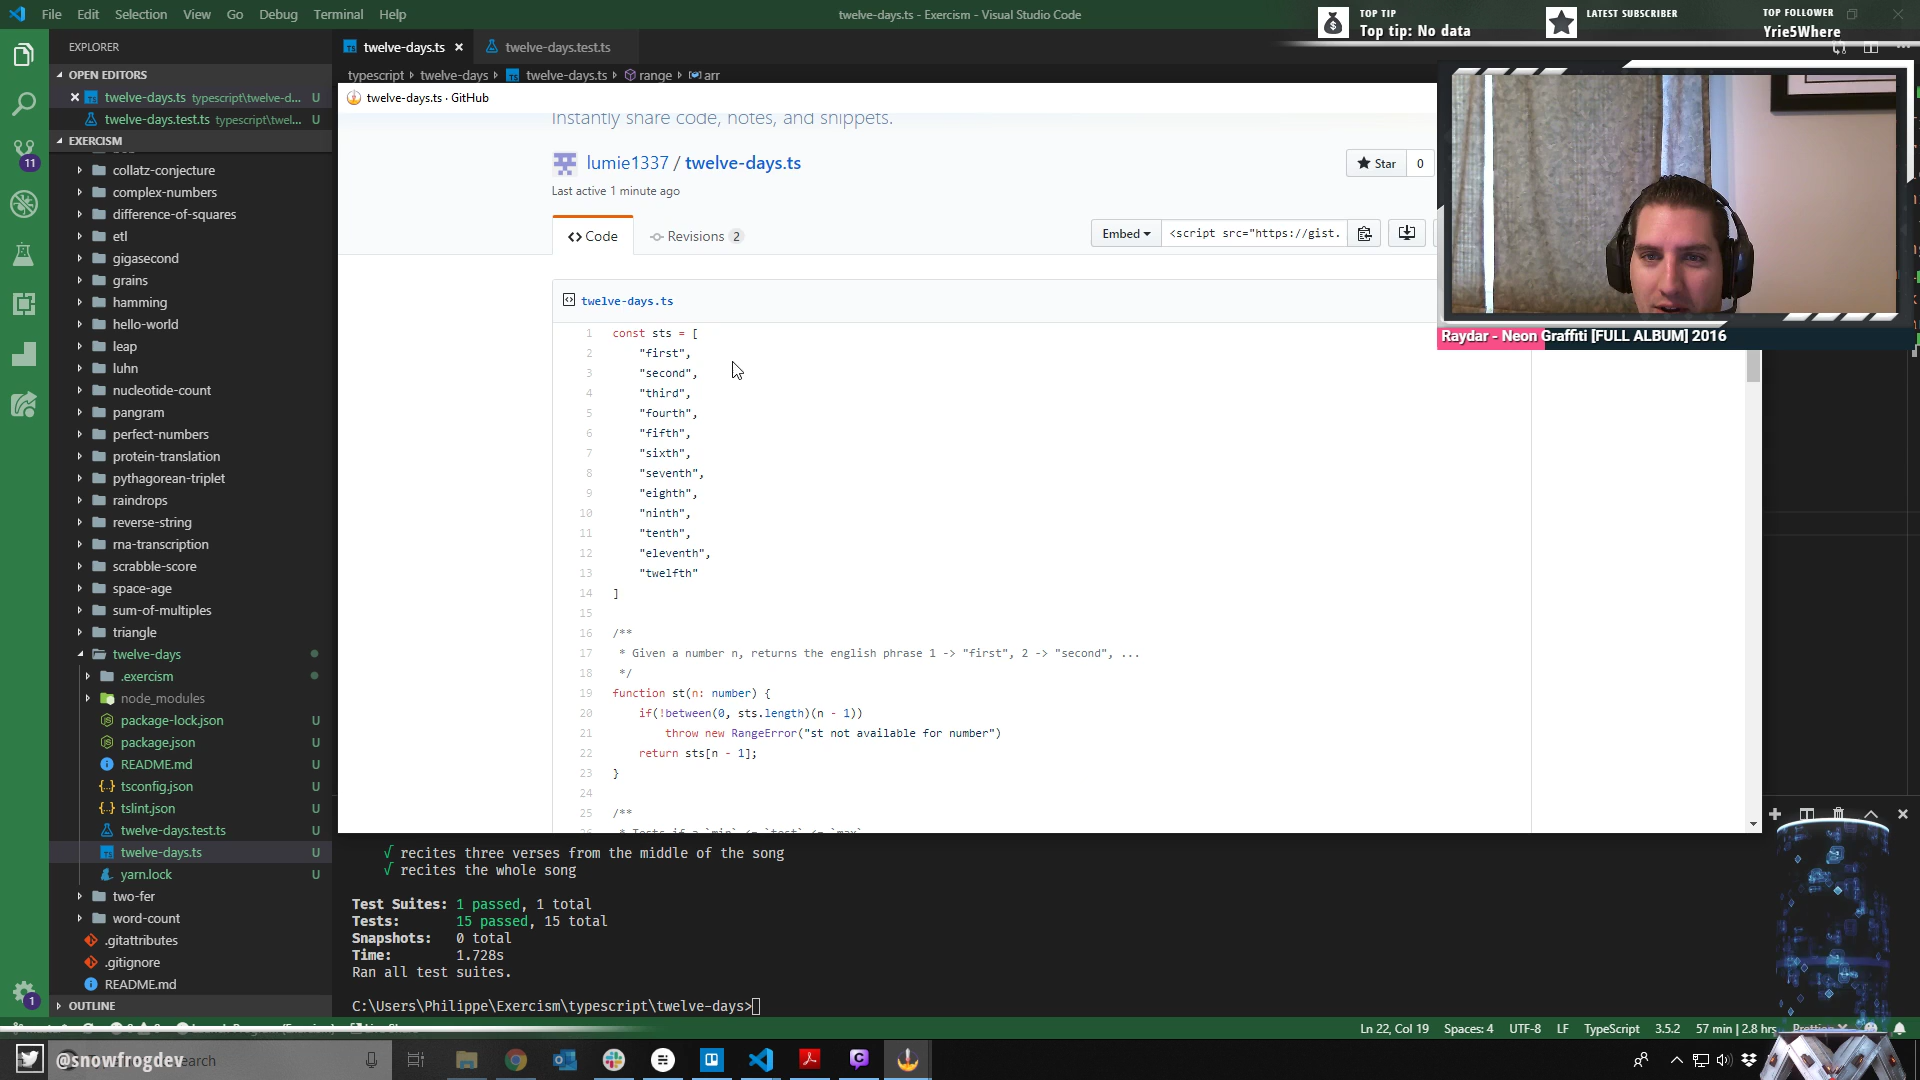 File Edit Selection View Go Debug Terminal Help
twelve-days.ts - Exercism - Visual Studio Code
TOP TIP
Top tip: No data
LATEST SUBSCRIBER
TOP FOLLOWER
Yrie5Where
EXPLORER
OPEN EDITORS
twelve-days.ts typescript\twelve-d... U
twelve-days.test.ts typescript\twel... U
EXERCISM
11
collatz-conjecture
complex-numbers
difference-of-squares
etl
gigasecond
grains
hamming
hello-world
leap
luhn
nucleotide-count
pangram
perfect-numbers
protein-translation
pythagorean-triplet
raindrops
reverse-string
rna-transcription
scrabble-score
space-age
sum-of-multiples
triangle
twelve-days
.exercism
node_modules
package-lock.json U
package.json U
README.md U
tsconfig.json U
tslint.json U
twelve-days.test.ts U
twelve-days.ts U
yarn.lock U
two-fer
word-count
.gitattributes
.gitignore
README.md
OUTLINE
1
twelve-days.ts
twelve-days.test.ts
typescript twelve-days twelve-days.ts range arr
twelve-days.ts · GitHub
Instantly share code, notes, and snippets.
lumie1337 / twelve-days.ts
Last active 1 minute ago
Star 0
Code
Revisions 2
Embed
<script src="https://gist.
twelve-days.ts
1 const sts = [
2 "first",
3 "second",
4 "third",
5 "fourth",
6 "fifth",
7 "sixth",
8 "seventh",
9 "eighth",
10 "ninth",
11 "tenth",
12 "eleventh",
13 "twelfth"
14 ]
15
16 /**
17 * Given a number n, returns the english phrase 1 -> "first", 2 -> "second", ...
18 */
19 function st(n: number) {
20 if(!between(0, sts.length)(n - 1))
21 throw new RangeError("st not available for number")
22 return sts[n - 1];
23 }
24
25 /**
26 * Tests if a `min` <= `test` <= `max`
Raydar - Neon Graffiti [FULL ALBUM] 2016
√ recites three verses from the middle of the song
√ recites the whole song
Test Suites: 1 passed, 1 total
Tests: 15 passed, 15 total
Snapshots: 0 total
Time: 1.728s
Ran all test suites.
C:\Users\Philippe\Exercism\typescript\twelve-days>
Ln 22, Col 19 Spaces: 4 UTF-8 LF TypeScript 3.5.2 57 min | 2.8 hrs Prettier
@snowfrogdev